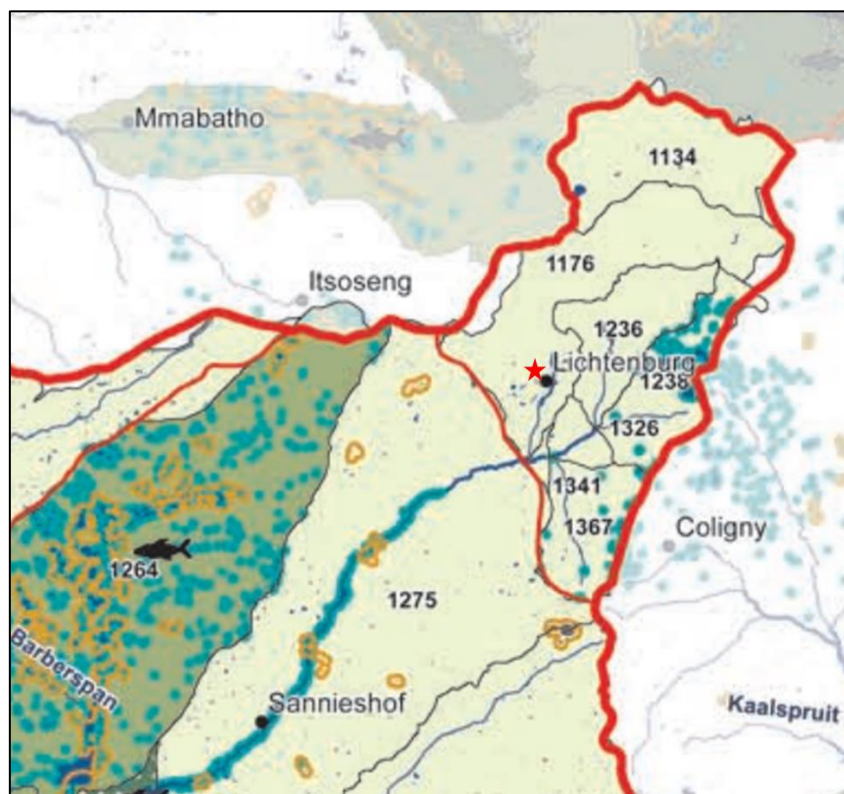 Mmabatho
1134
1176
Itsoseng
1236
Lichtenburg
1238
1326
1341
1367
Coligny
1264
1275
Barberspan
Sannieshof
Kaalspruit